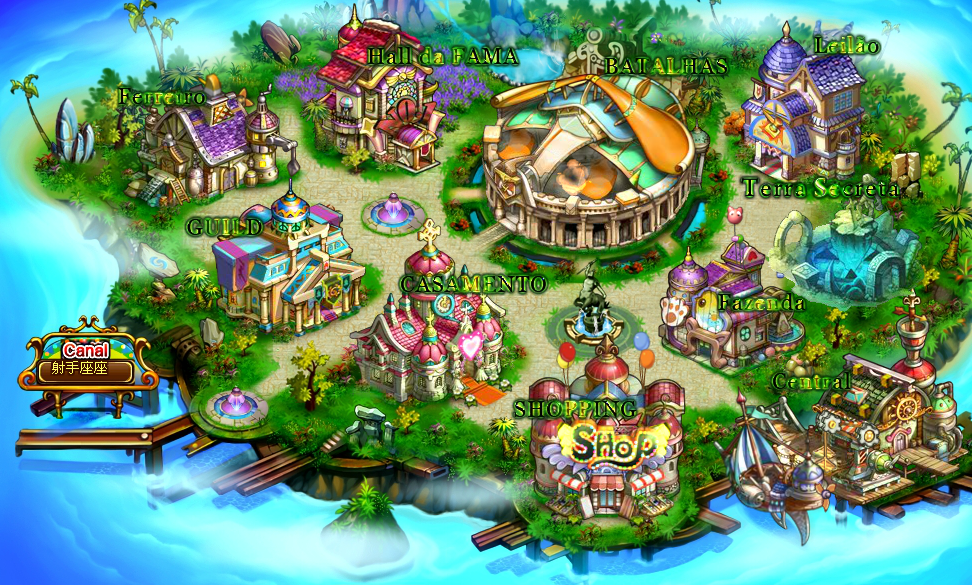 Leilão
Hall da FAMA
BATALHAS
Ferreiro
Terra Secreta
GUILD
CASAMENTO
Fazenda
Canal
射手座座
Central
SHOPPING
SHOP